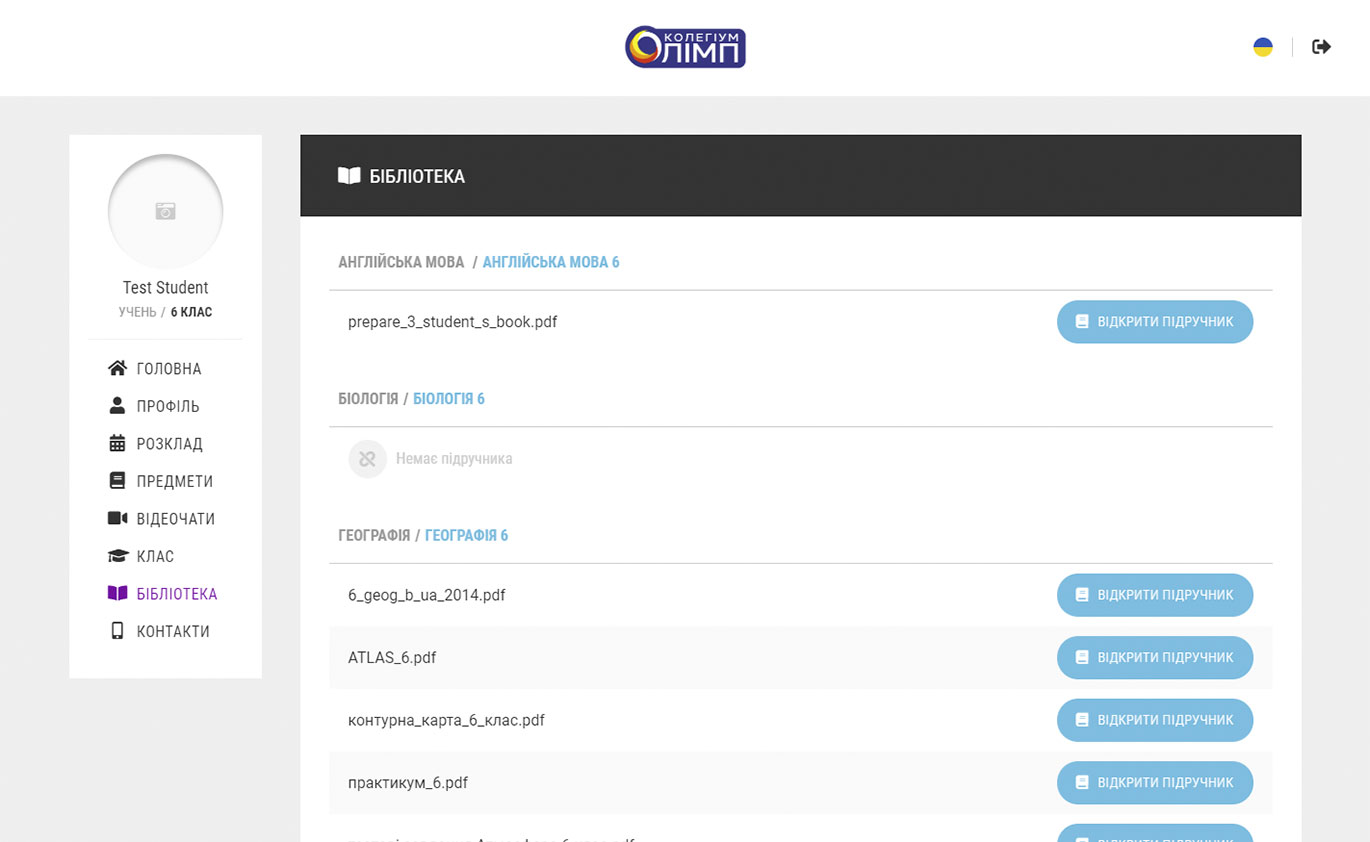 КОЛЕГІУМ
ОЛІМП
Test Student
УЧЕНЬ / 6 КЛАС
ГОЛОВНА
ПРОФІЛЬ
РОЗКЛАД
ПРЕДМЕТИ
ВІДЕОЧАТИ
КЛАС
БІБЛІОТЕКА
КОНТАКТИ
БІБЛІОТЕКА
АНГЛІЙСЬКА МОВА / АНГЛІЙСЬКА МОВА 6
prepare_3_student_s_book.pdf ВІДКРИТИ ПІДРУЧНИК
БІОЛОГІЯ / БІОЛОГІЯ 6
Немає підручника
ГЕОГРАФІЯ / ГЕОГРАФІЯ 6
6_geog_b_ua_2014.pdf ВІДКРИТИ ПІДРУЧНИК
ATLAS_6.pdf ВІДКРИТИ ПІДРУЧНИК
контурна_карта_6_клас.pdf ВІДКРИТИ ПІДРУЧНИК
практикум_6.pdf ВІДКРИТИ ПІДРУЧНИК
ВІДКРИТИ ПІДРУЧНИК